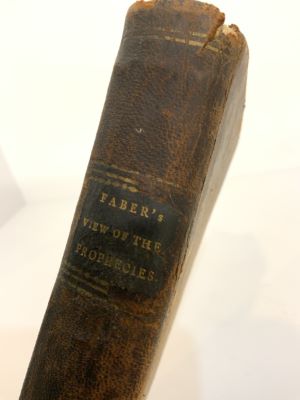 FABER's
VIEW OF THE
PROPHECIES.